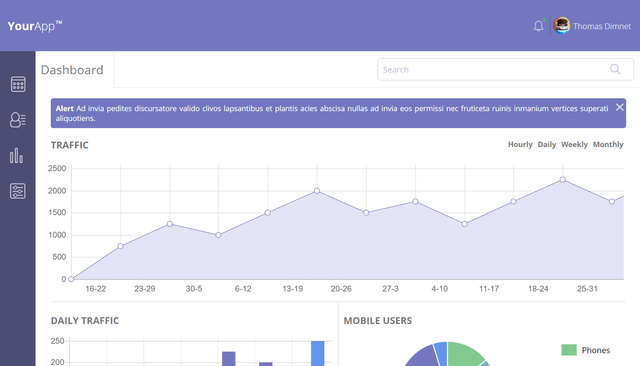 YourApp™
Thomas Dimnet
Dashboard
Search
Alert Ad invia pedites discursatore valido clivos lapsantibus et plantis acies abscisa nullas ad invia eos permissi nec fruticeta ruinis inmanium vertices superati
aliquotiens.
TRAFFIC
Hourly Daily Weekly Monthly
2500
2000
1500
1000
500
0
16-22 23-29 30-5 6-12 13-19 20-26 27-3 4-10 11-17 18-24 25-31
DAILY TRAFFIC
MOBILE USERS
250
200
Phones